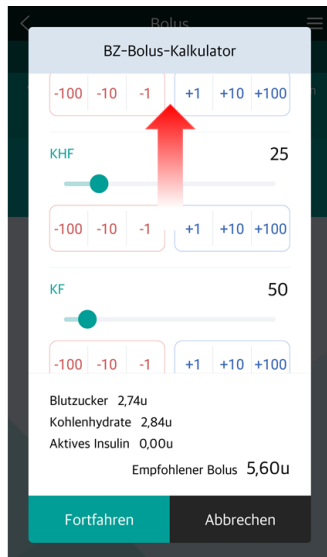 Bolus
BZ-Bolus-Kalkulator
-100 -10 -1 +1 +10 +100
KHF 25
-100 -10 -1 +1 +10 +100
KF 50
-100 -10 -1 +1 +10 +100
Blutzucker 2,74u
Kohlenhydrate 2,84u
Aktives Insulin 0,00u
Empfohlener Bolus 5,60u
Fortfahren Abbrechen